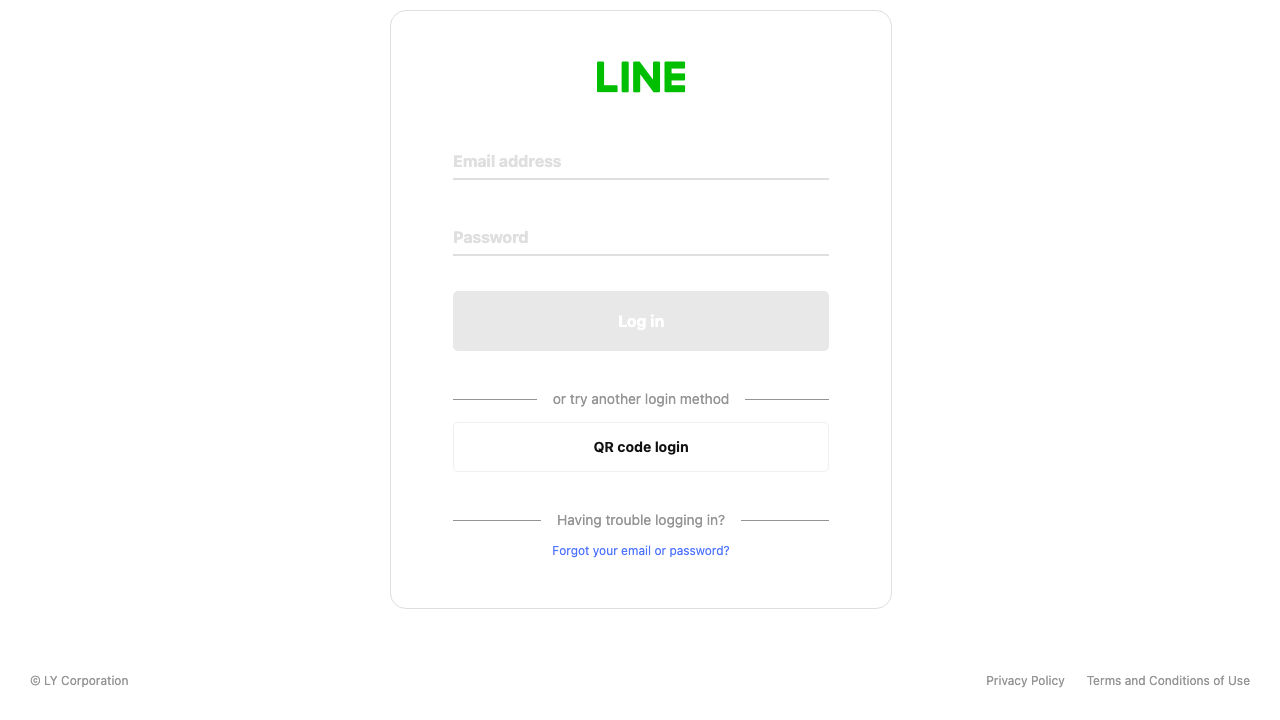 LINE
Email address
Password
Log in
or try another login method
QR code login
Having trouble logging in?
Forgot your email or password?
© LY Corporation
Privacy Policy
Terms and Conditions of Use